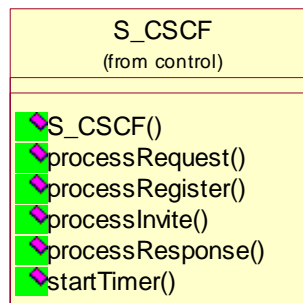 S_CSCF
(from control)
S_CSCF()
processRequest()
processRegister()
processInvite()
processResponse()
startTimer()